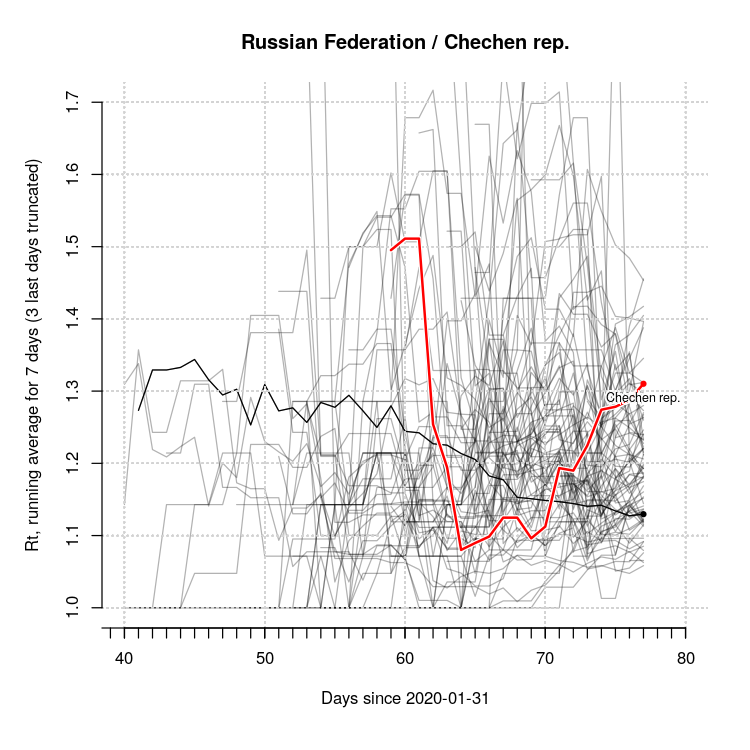 Russian Federation / Chechen rep.
Rt, running average for 7 days (3 last days truncated)
1.7
1.6
1.5
1.4
1.3
1.2
1.1
1.0
Chechen rep.
40 50 60 70 80
Days since 2020-01-31